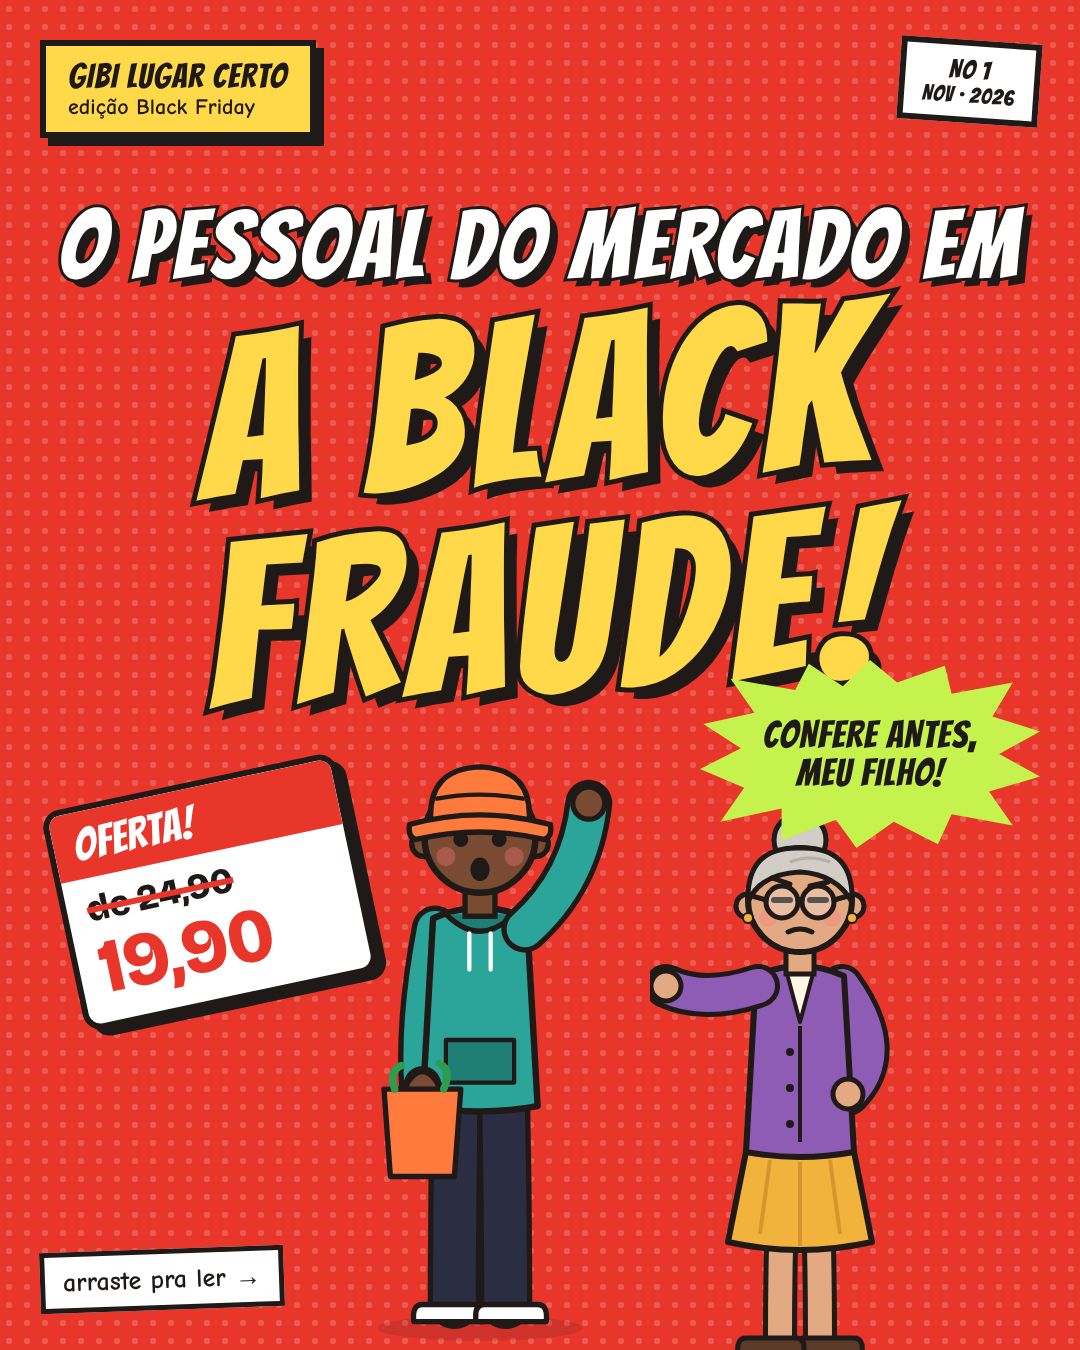 GIBI LUGAR CERTO
edição Black Friday
NO 1
NOV · 2026
O PESSOAL DO MERCADO EM
A BLACK
FRAUDE!
CONFERE ANTES,
MEU FILHO!
OFERTA!
de 24,90
19,90
arraste pra ler →